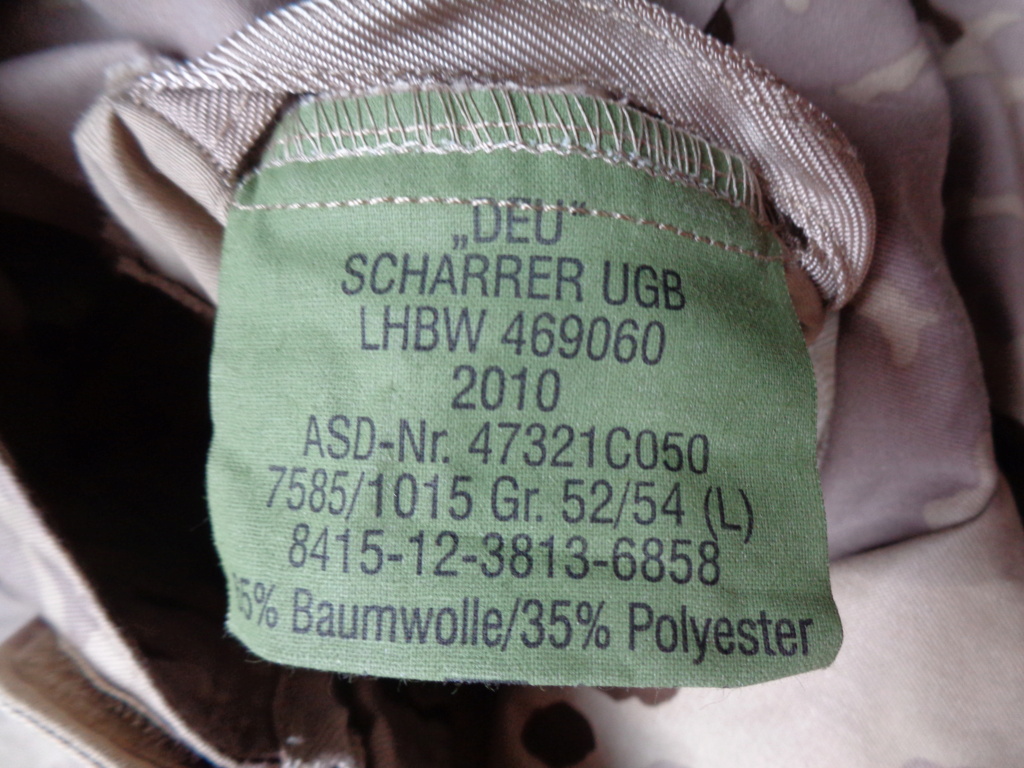 „DEU“
SCHARRER UGB
LHBW 469060
2010
ASD-Nr. 47321C050
7585/1015 Gr. 52/54 (L)
8415-12-3813-6858
5% Baumwolle/35% Polyester